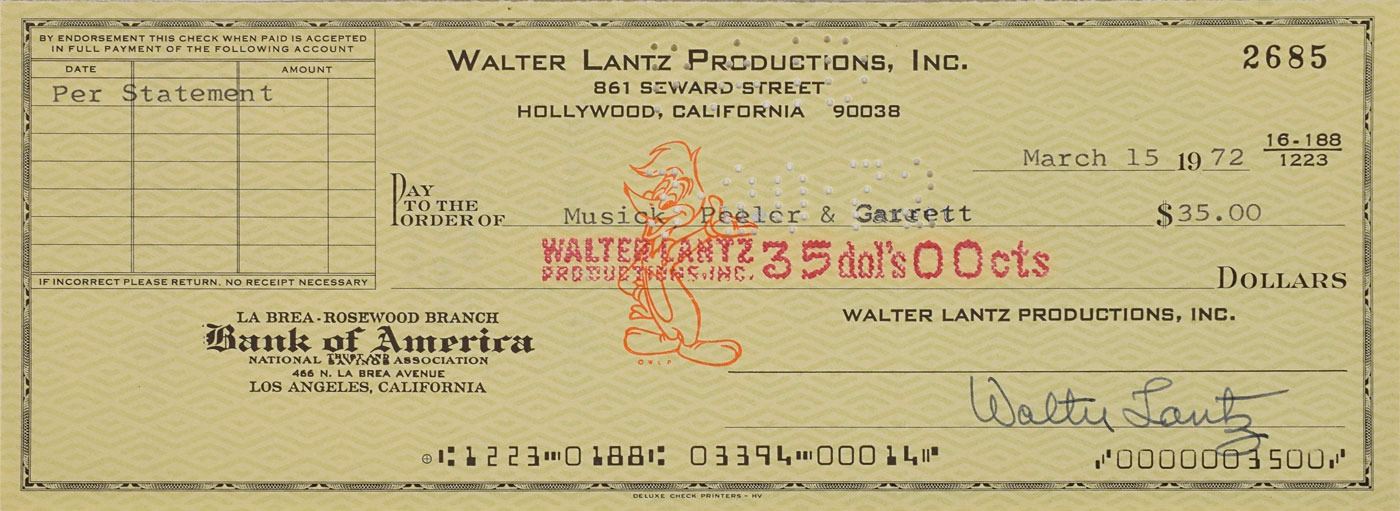 BY ENDORSEMENT THIS CHECK WHEN PAID IS ACCEPTED
IN FULL PAYMENT OF THE FOLLOWING ACCOUNT
DATE AMOUNT
Per Statement
IF INCORRECT PLEASE RETURN. NO RECEIPT NECESSARY
WALTER LANTZ PRODUCTIONS, INC.
861 SEWARD STREET
HOLLYWOOD, CALIFORNIA 90038
2685
March 15 1972
16-188
1223
PAY
TO THE
ORDER OF
Musick Peeler & Garrett $35.00
WALTER LANTZ
PRODUCTIONS, INC. 35 dol's 00 cts
DOLLARS
LA BREA-ROSEWOOD BRANCH
Bank of America
NATIONAL TRUST AND SAVINGS ASSOCIATION
466 N. LA BREA AVENUE
LOS ANGELES, CALIFORNIA
© W L P
WALTER LANTZ PRODUCTIONS, INC.
Walter Lantz
⑆1223⑉0188⑆ 03394⑉00014⑈ ⑇0000003500⑇
DELUXE CHECK PRINTERS - HV